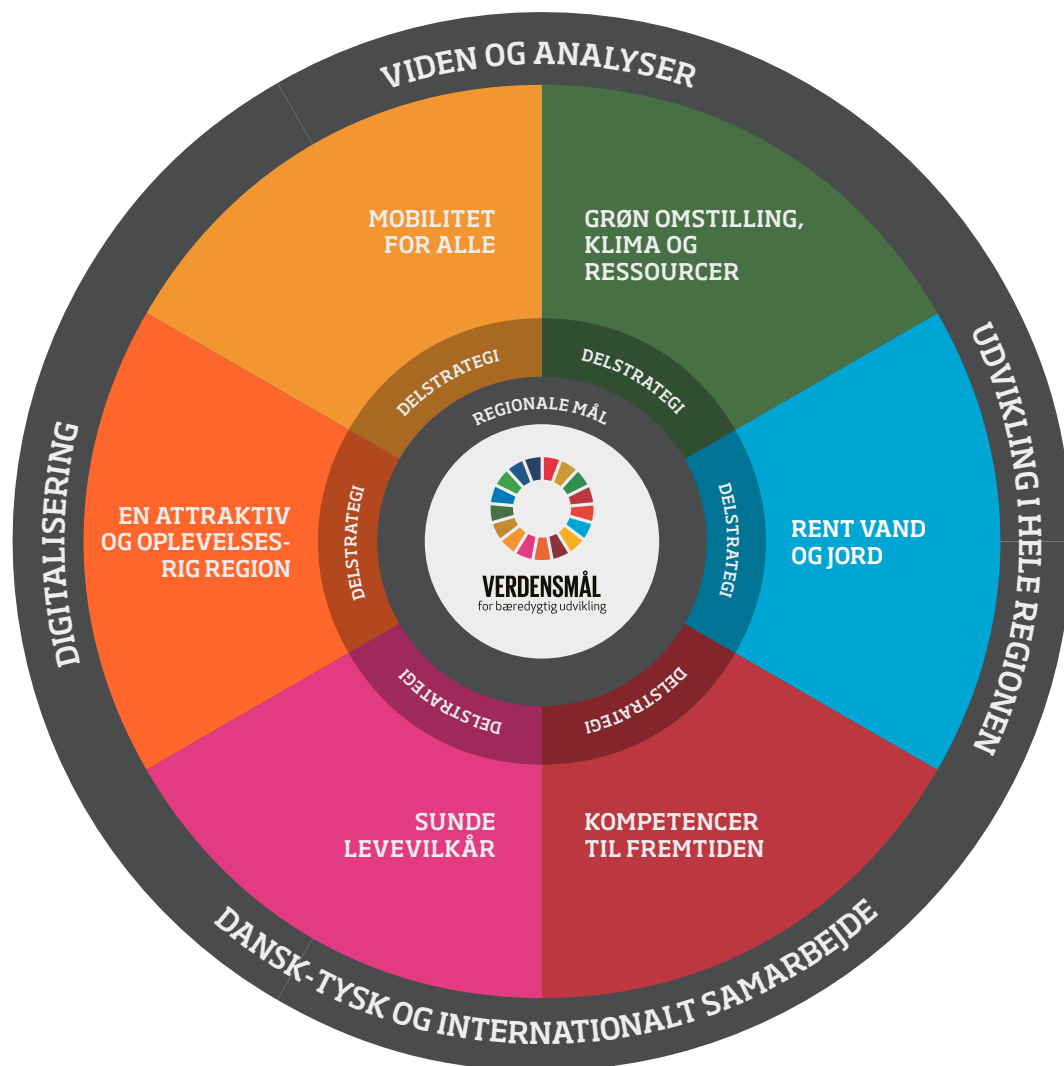 VIDEN OG ANALYSER
MOBILITET
FOR ALLE
GRØN OMSTILLING,
KLIMA OG
RESSOURCER
UDVIKLING I HELE REGIONEN
DELSTRATEGI
DELSTRATEGI
REGIONALE MÅL
DIGITALISERING
EN ATTRAKTIV
OG OPLEVELSES-
RIG REGION
DELSTRATEGI
VERDENSMÅL
for bæredygtig udvikling
DELSTRATEGI
RENT VAND
OG JORD
DELSTRATEGI
DELSTRATEGI
SUNDE
LEVEVILKÅR
KOMPETENCER
TIL FREMTIDEN
DANSK-TYSK OG INTERNATIONALT SAMARBEJDE